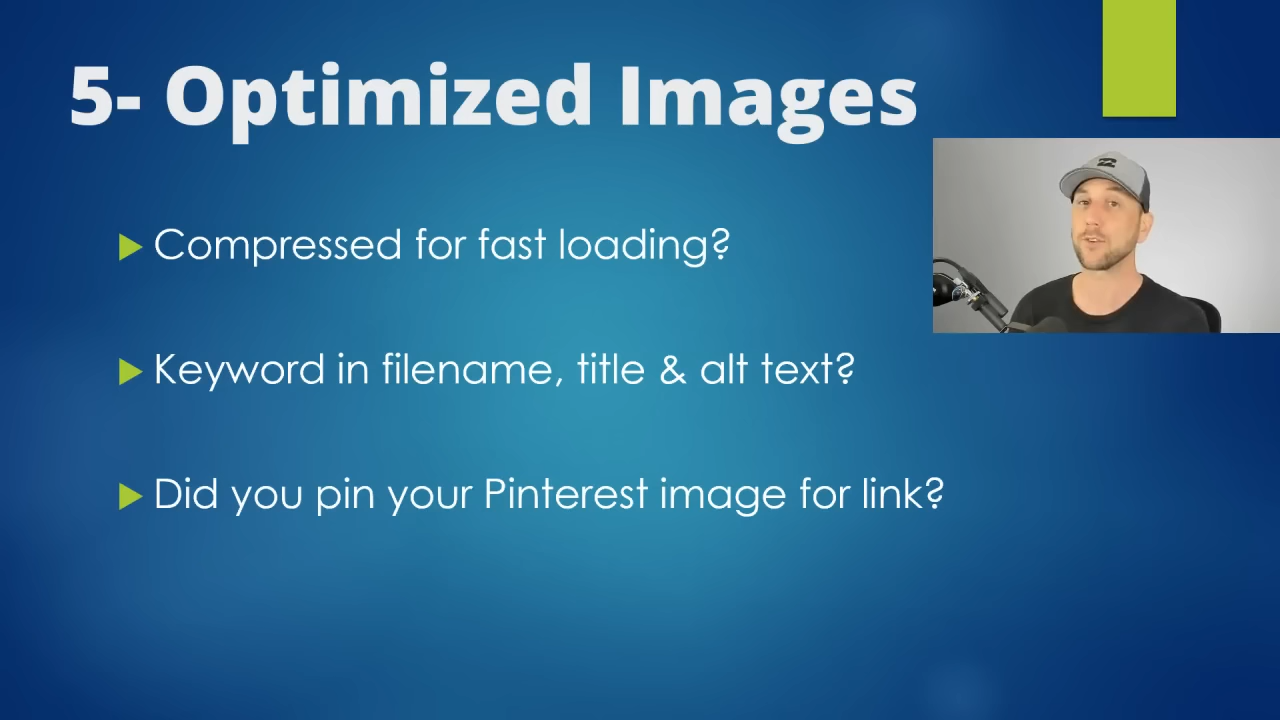 5- Optimized Images
Compressed for fast loading?
Keyword in filename, title & alt text?
Did you pin your Pinterest image for link?